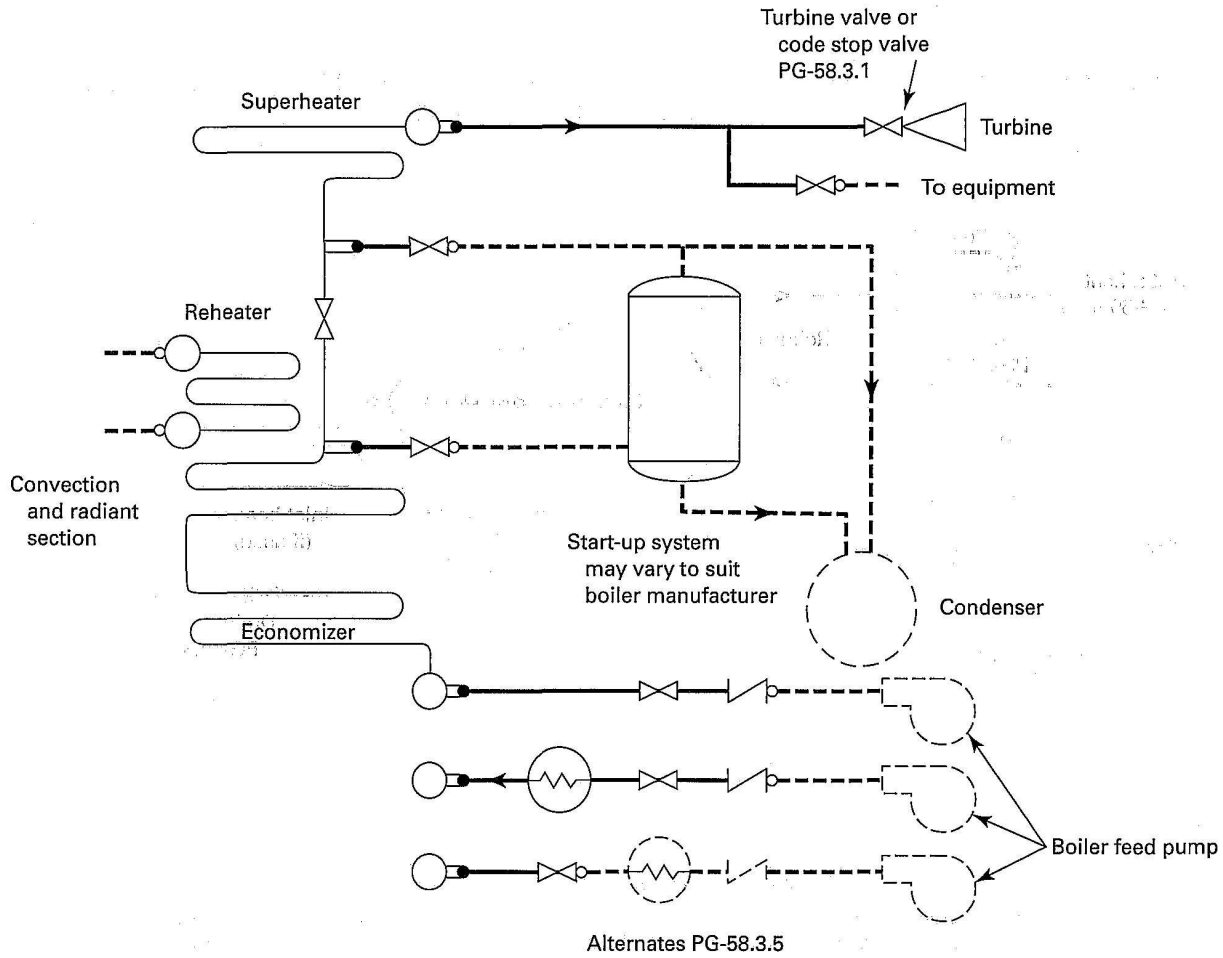 Turbine valve or
code stop valve
PG-58.3.1
Superheater
Turbine
To equipment
Reheater
Convection
and radiant
section
Start-up system
may vary to suit
boiler manufacturer
Condenser
Economizer
Boiler feed pump
Alternates PG-58.3.5